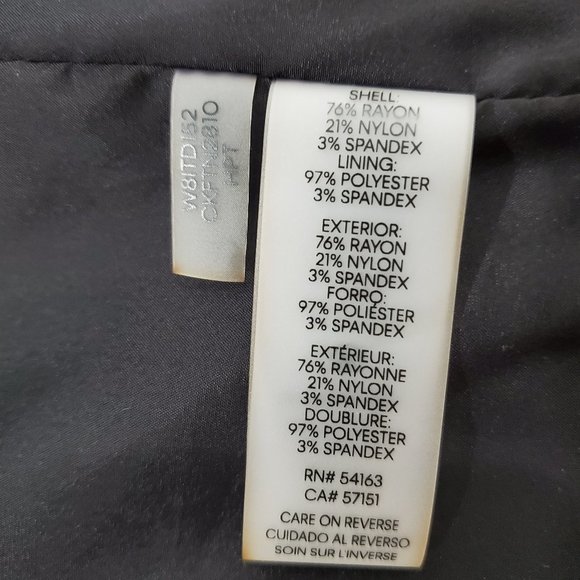 W8ITD152
CKFTN2810
MPT
SHELL:
76% RAYON
21% NYLON
3% SPANDEX
LINING:
97% POLYESTER
3% SPANDEX
EXTERIOR:
76% RAYON
21% NYLON
3% SPANDEX
FORRO:
97% POLIÉSTER
3% SPANDEX
EXTÉRIEUR:
76% RAYONNE
21% NYLON
3% SPANDEX
DOUBLURE:
97% POLYESTER
3% SPANDEX
RN# 54163
CA# 57151
CARE ON REVERSE
CUIDADO AL REVERSO
SOIN SUR L'INVERSE